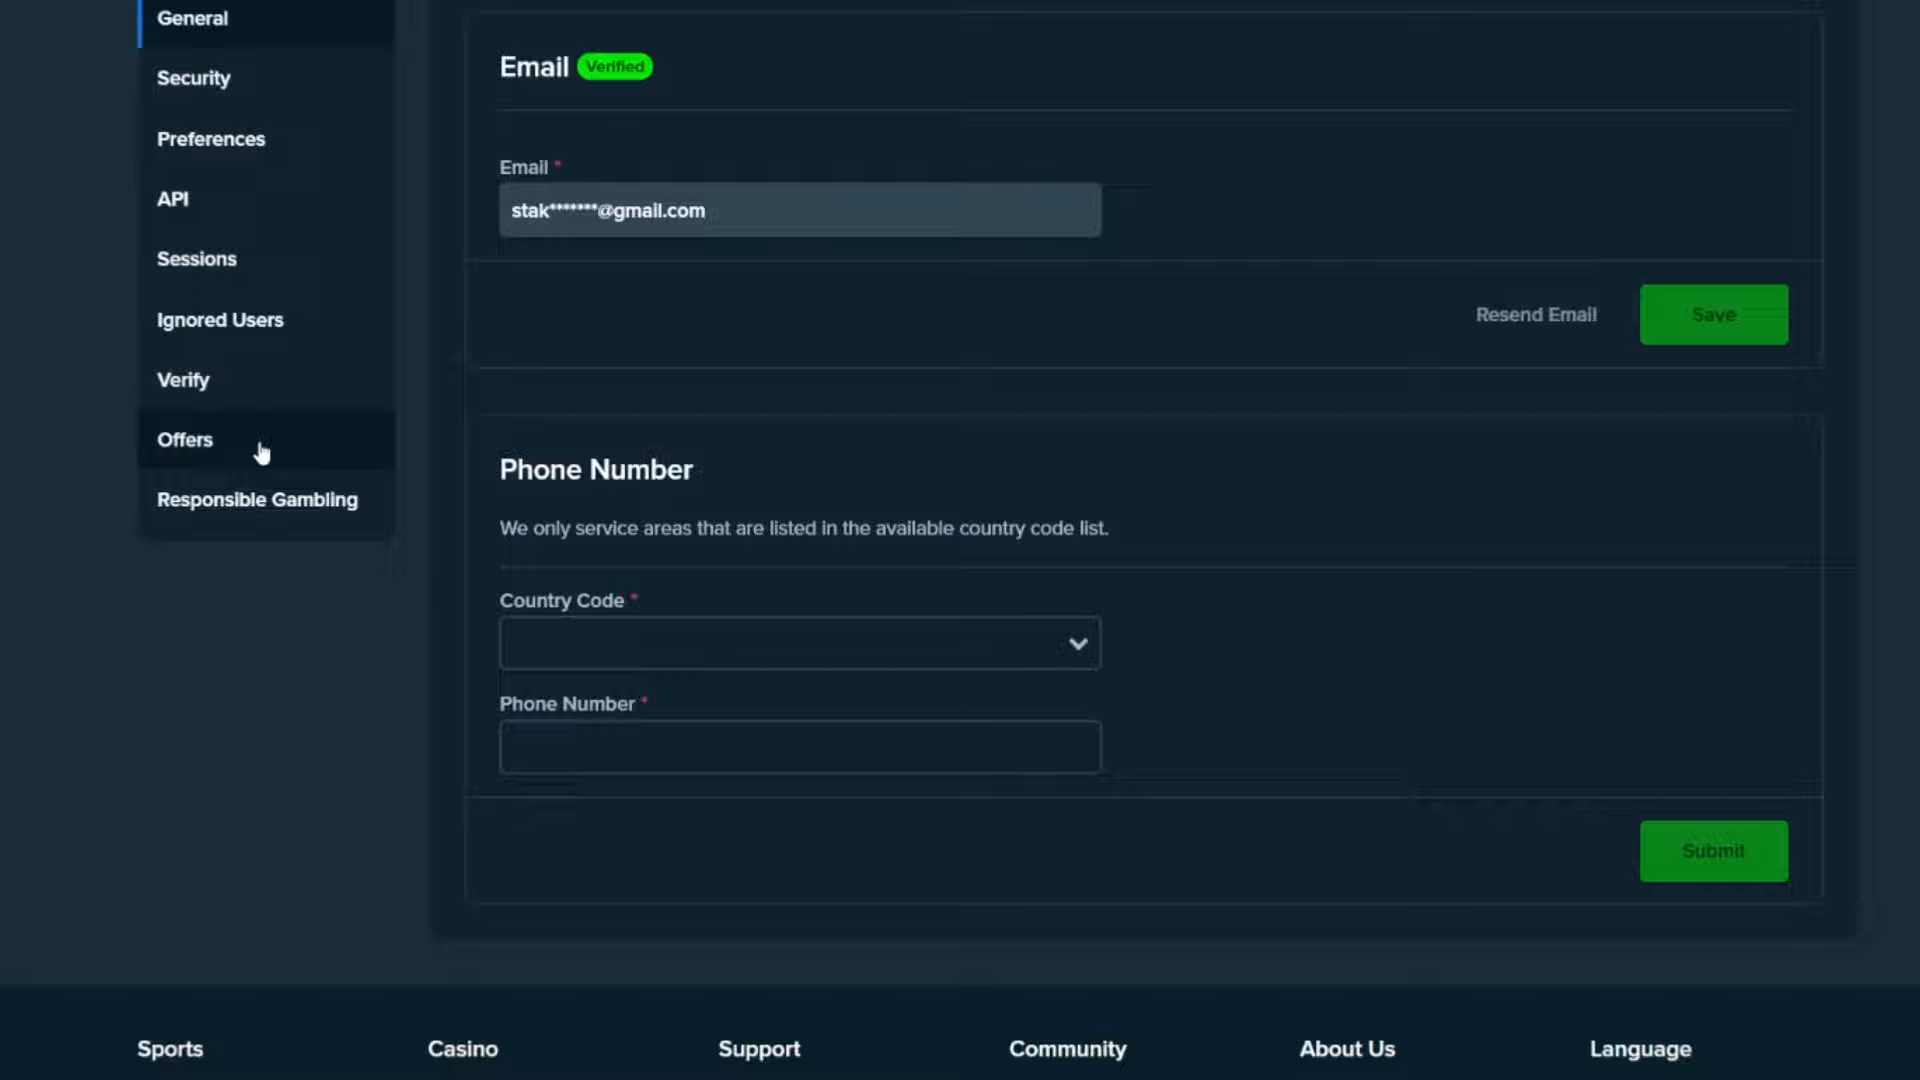 General
Security
Preferences
API
Sessions
Ignored Users
Verify
Offers
Responsible Gambling
Email Verified
Email *
stak*******@gmail.com
Resend Email
Save
Phone Number
We only service areas that are listed in the available country code list.
Country Code *
Phone Number *
Submit
Sports
Casino
Support
Community
About Us
Language